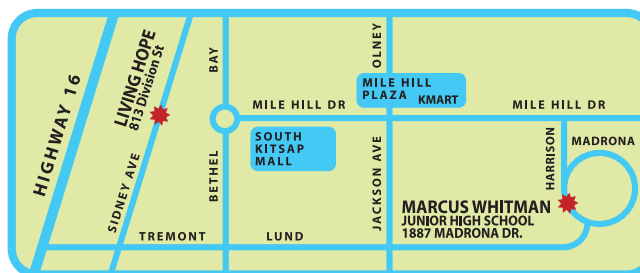 HIGHWAY 16
LIVING HOPE
813 Division St
SIDNEY AVE
BAY
BETHEL
OLNEY
MILE HILL
PLAZA KMART
MILE HILL DR
MILE HILL DR
SOUTH
KITSAP
MALL
JACKSON AVE
HARRISON
MADRONA
MARCUS WHITMAN
JUNIOR HIGH SCHOOL
1887 MADRONA DR.
TREMONT
LUND